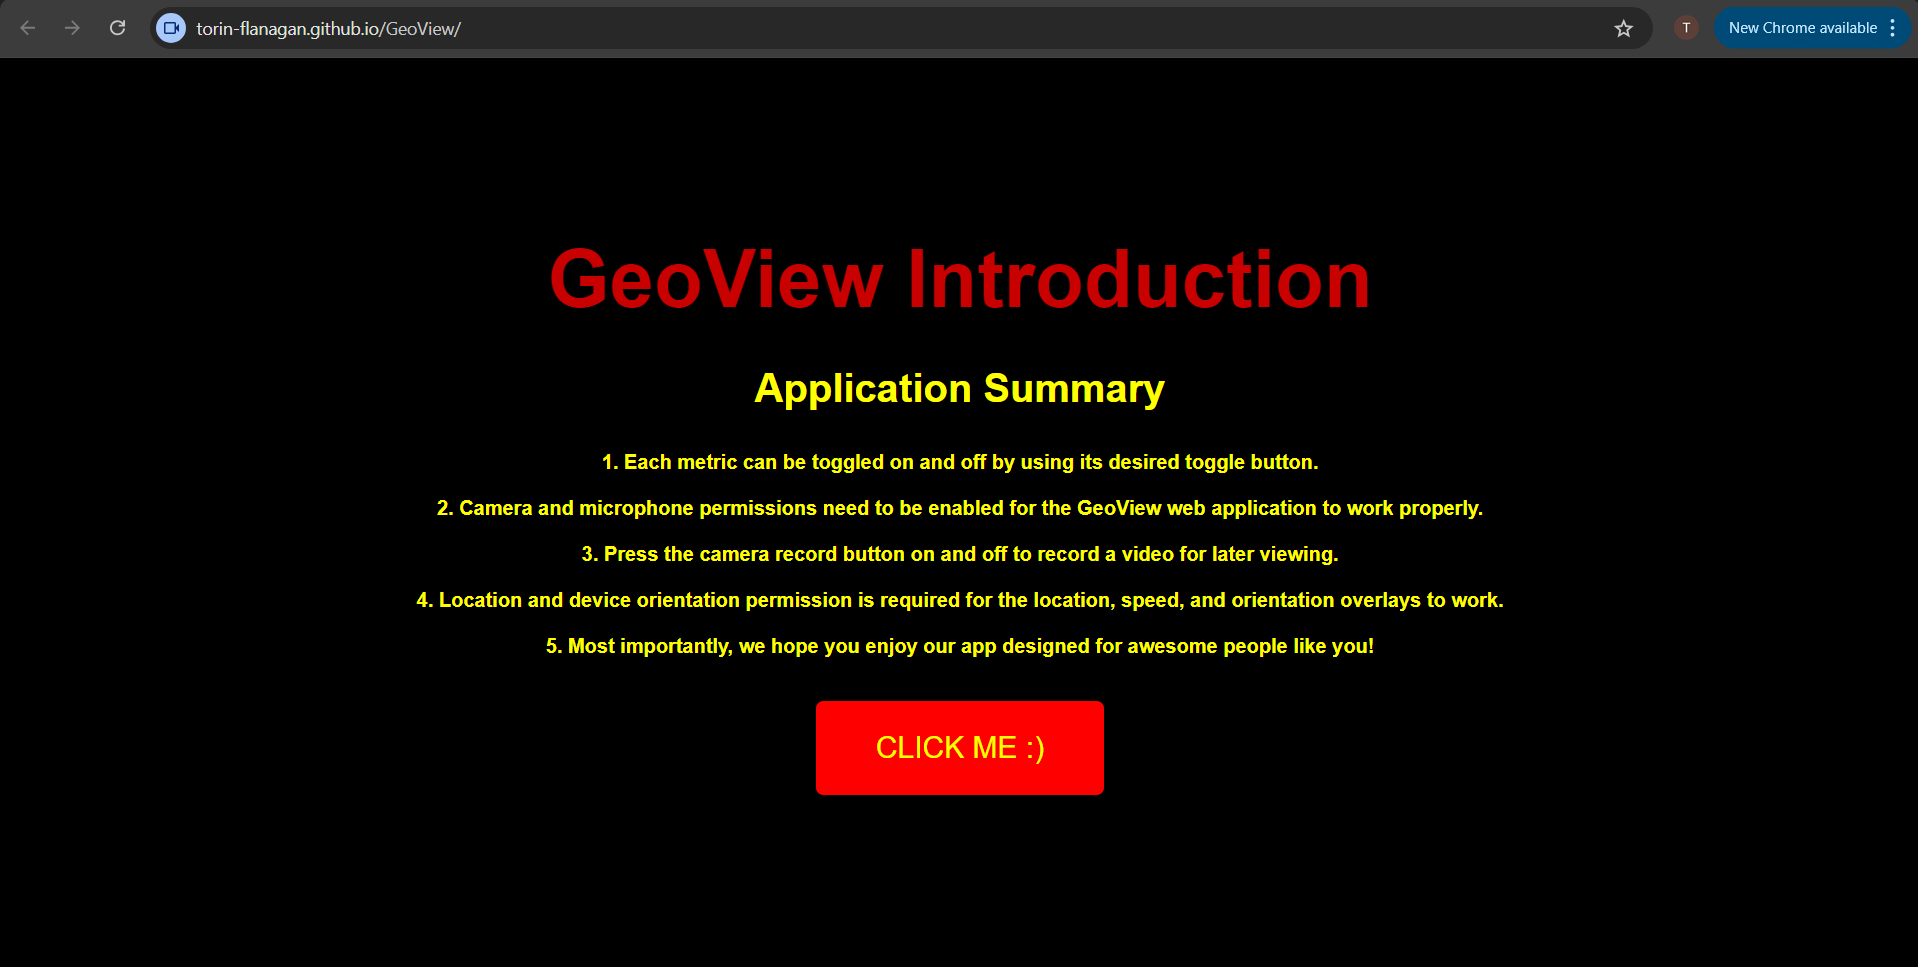 torin-flanagan.github.io/GeoView/
T
New Chrome available
GeoView Introduction
Application Summary
1. Each metric can be toggled on and off by using its desired toggle button.
2. Camera and microphone permissions need to be enabled for the GeoView web application to work properly.
3. Press the camera record button on and off to record a video for later viewing.
4. Location and device orientation permission is required for the location, speed, and orientation overlays to work.
5. Most importantly, we hope you enjoy our app designed for awesome people like you!
CLICK ME :)